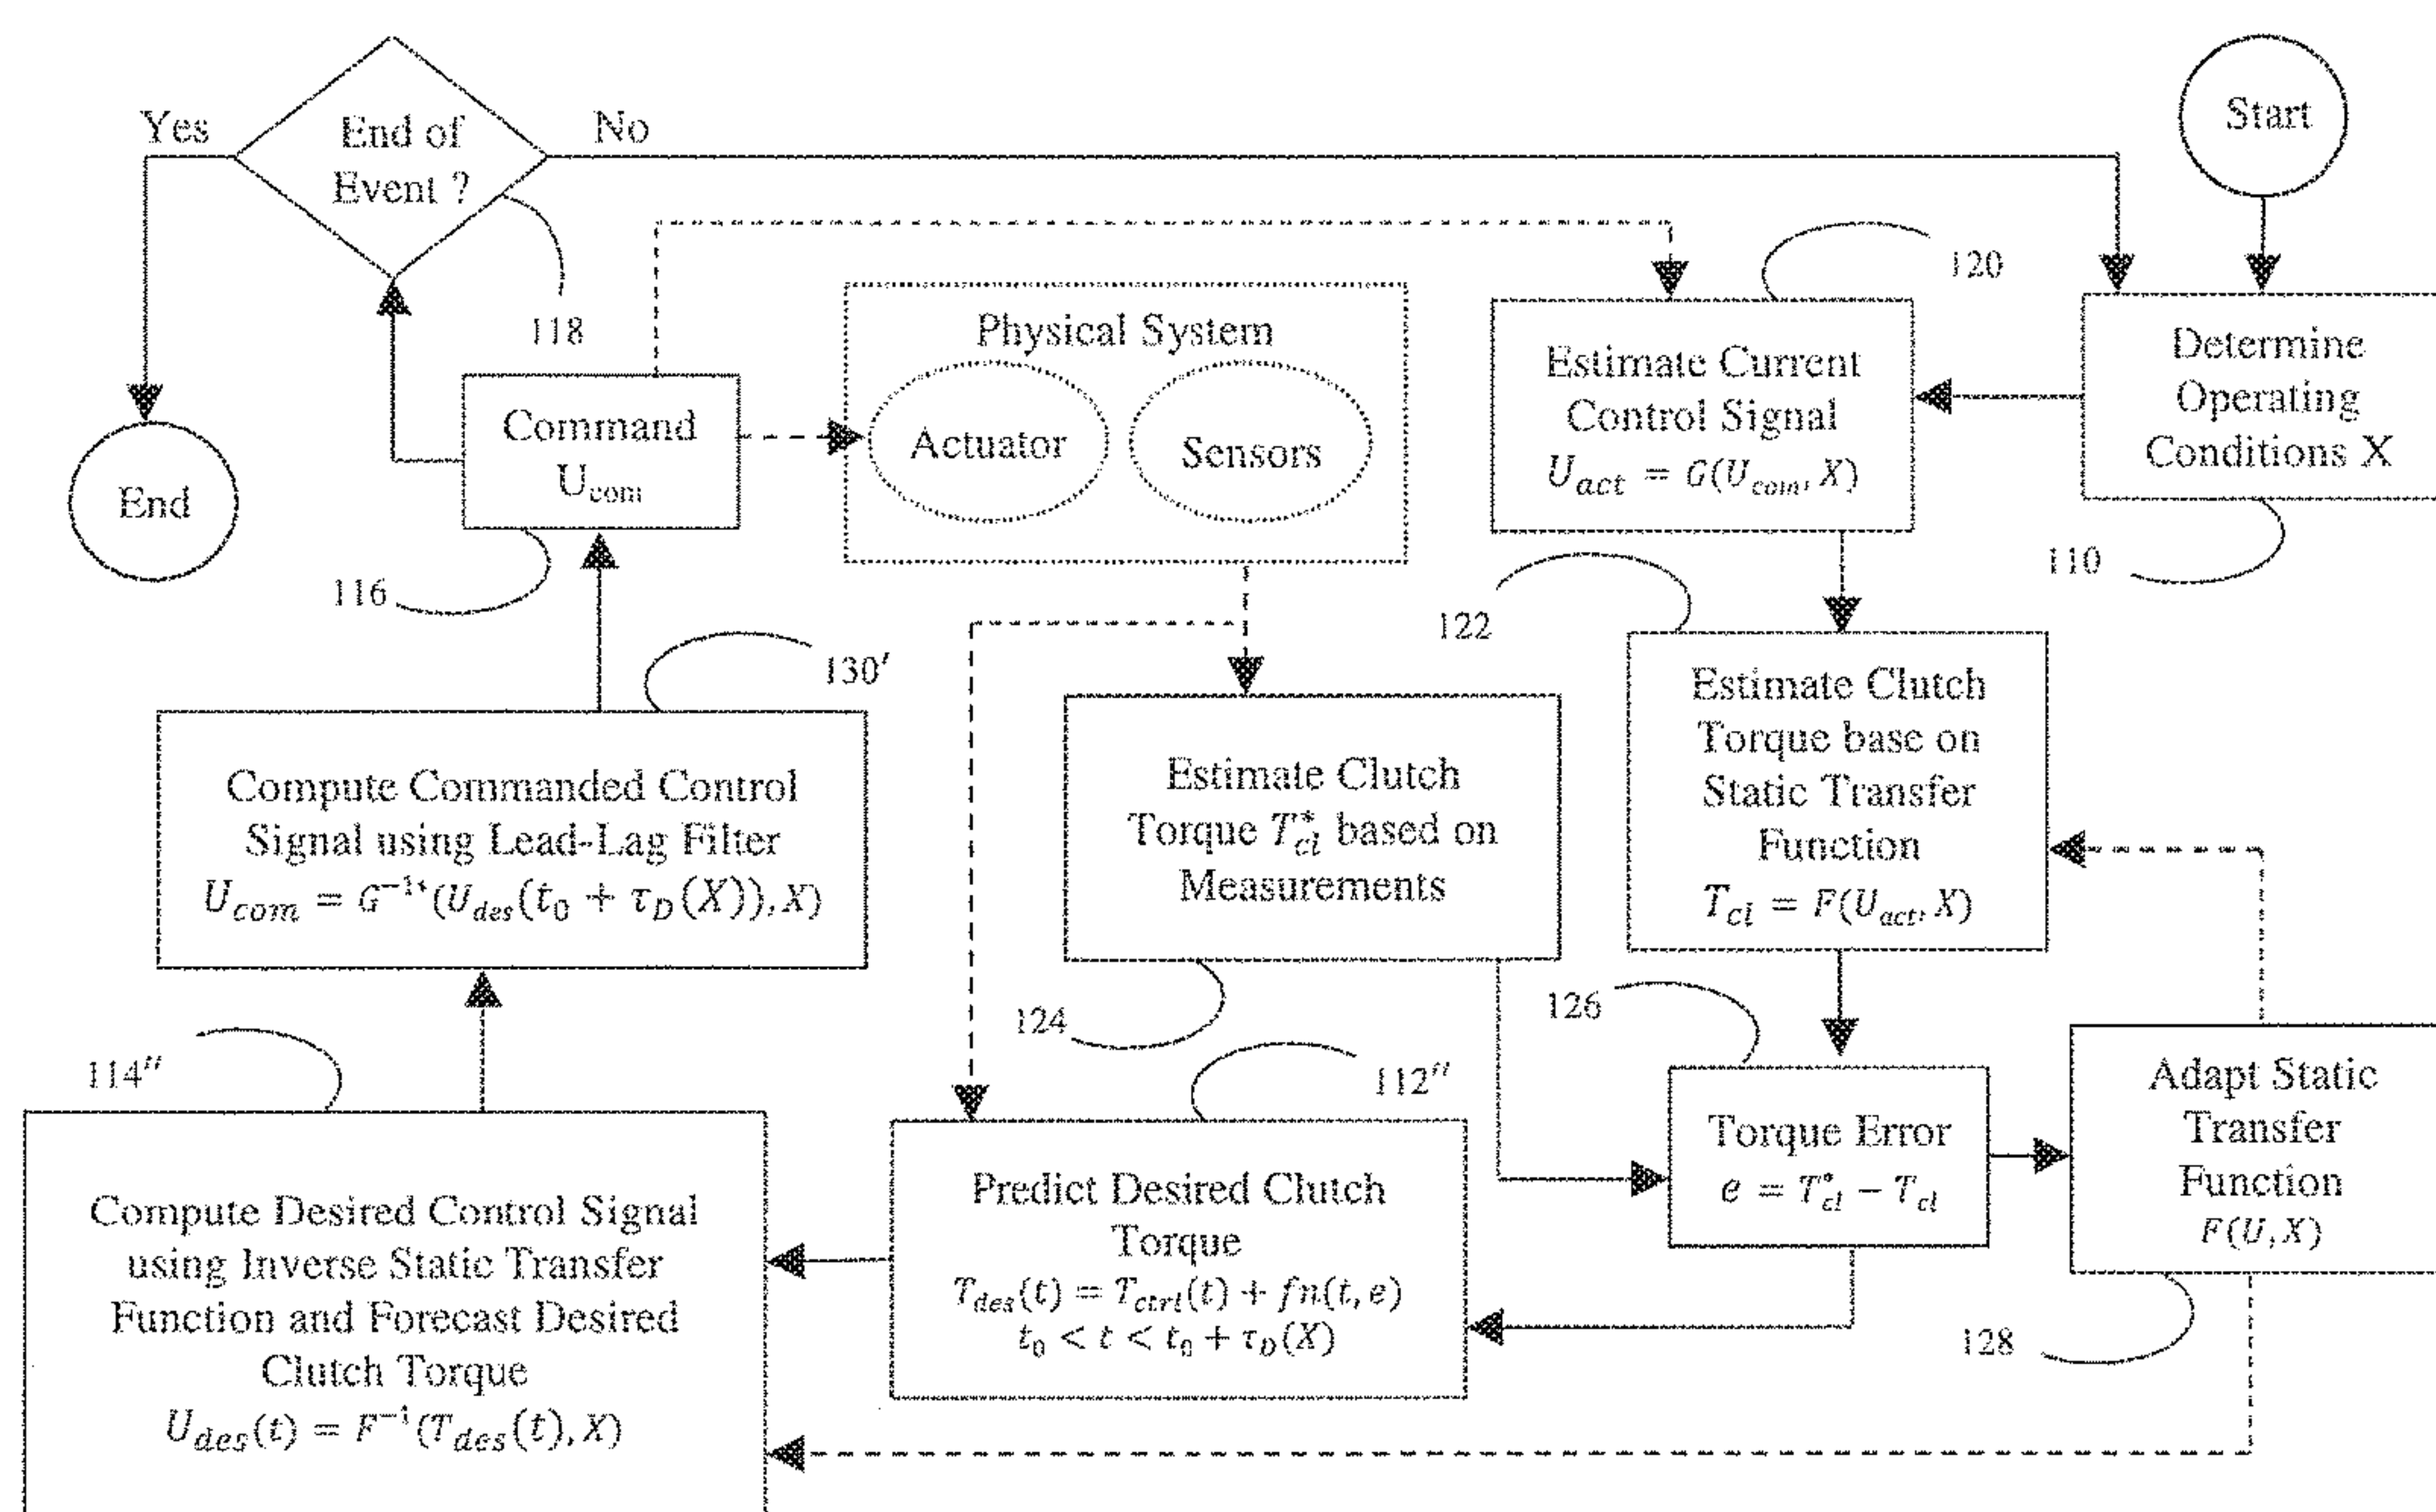 Yes
End of
Event ?
No
Start
118
120
Physical System
Actuator
Sensors
Command
U_com
End
116
Estimate Current
Control Signal
U_act = G(U_com, X)
Determine
Operating
Conditions X
110
122
130′
Compute Commanded Control
Signal using Lead-Lag Filter
U_com = G^-1*(U_des(t_0 + τ_D(X)), X)
Estimate Clutch
Torque T*_cl based on
Measurements
124
Estimate Clutch
Torque base on
Static Transfer
Function
T_cl = F(U_act, X)
126
114″
Compute Desired Control Signal
using Inverse Static Transfer
Function and Forecast Desired
Clutch Torque
U_des(t) = F^-1(T_des(t), X)
112″
Predict Desired Clutch
Torque
T_des(t) = T_ctrl(t) + fn(t, e)
t_0 < t < t_0 + τ_D(X)
Torque Error
e = T*_cl − T_cl
Adapt Static
Transfer
Function
F(U, X)
128